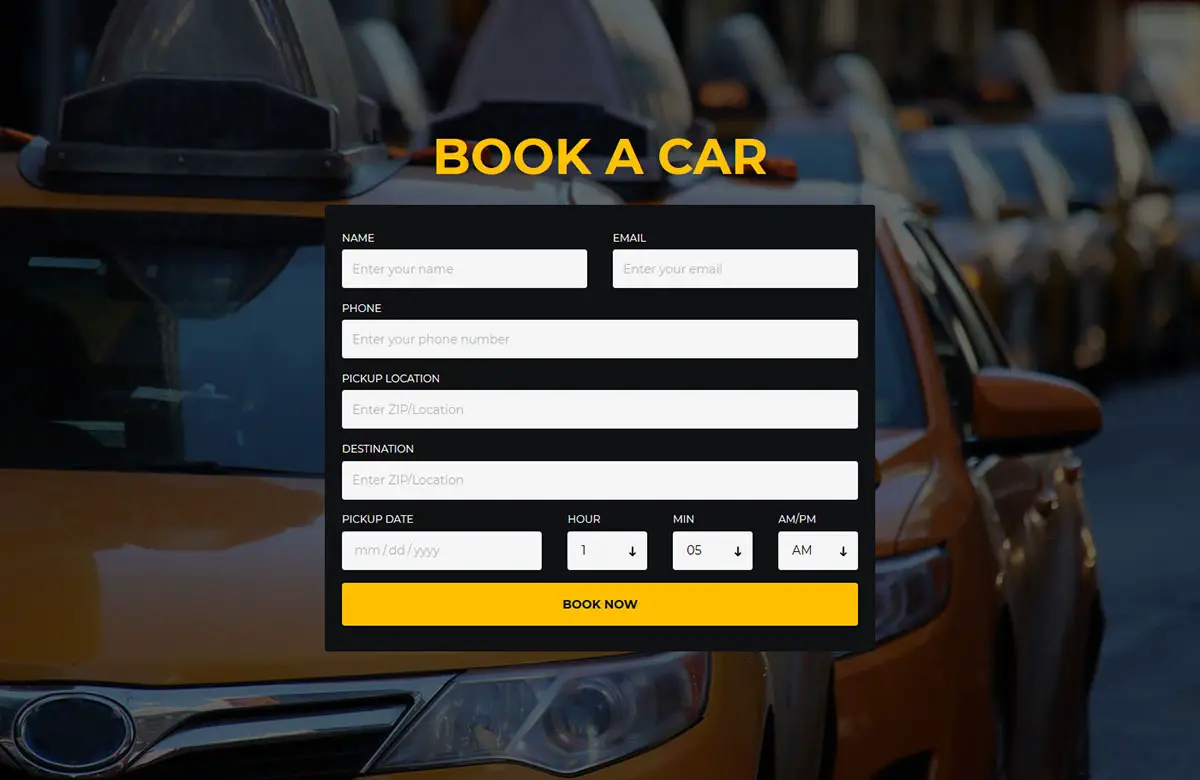 BOOK A CAR
NAME EMAIL
Enter your name Enter your email
PHONE
Enter your phone number
PICKUP LOCATION
Enter ZIP/Location
DESTINATION
Enter ZIP/Location
PICKUP DATE HOUR MIN AM/PM
mm/dd/yyyy 1 05 AM
BOOK NOW